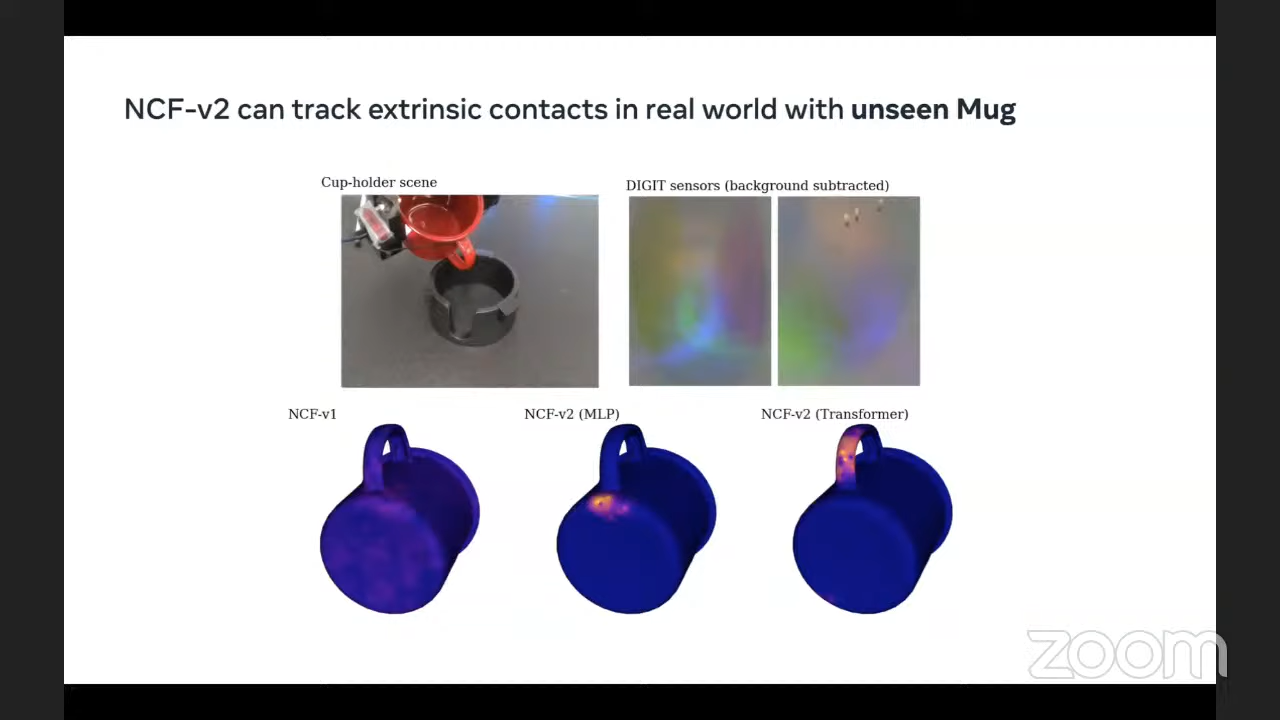 NCF-v2 can track extrinsic contacts in real world with unseen Mug
Cup-holder scene
DIGIT sensors (background subtracted)
NCF-v1
NCF-v2 (MLP)
NCF-v2 (Transformer)
zoom